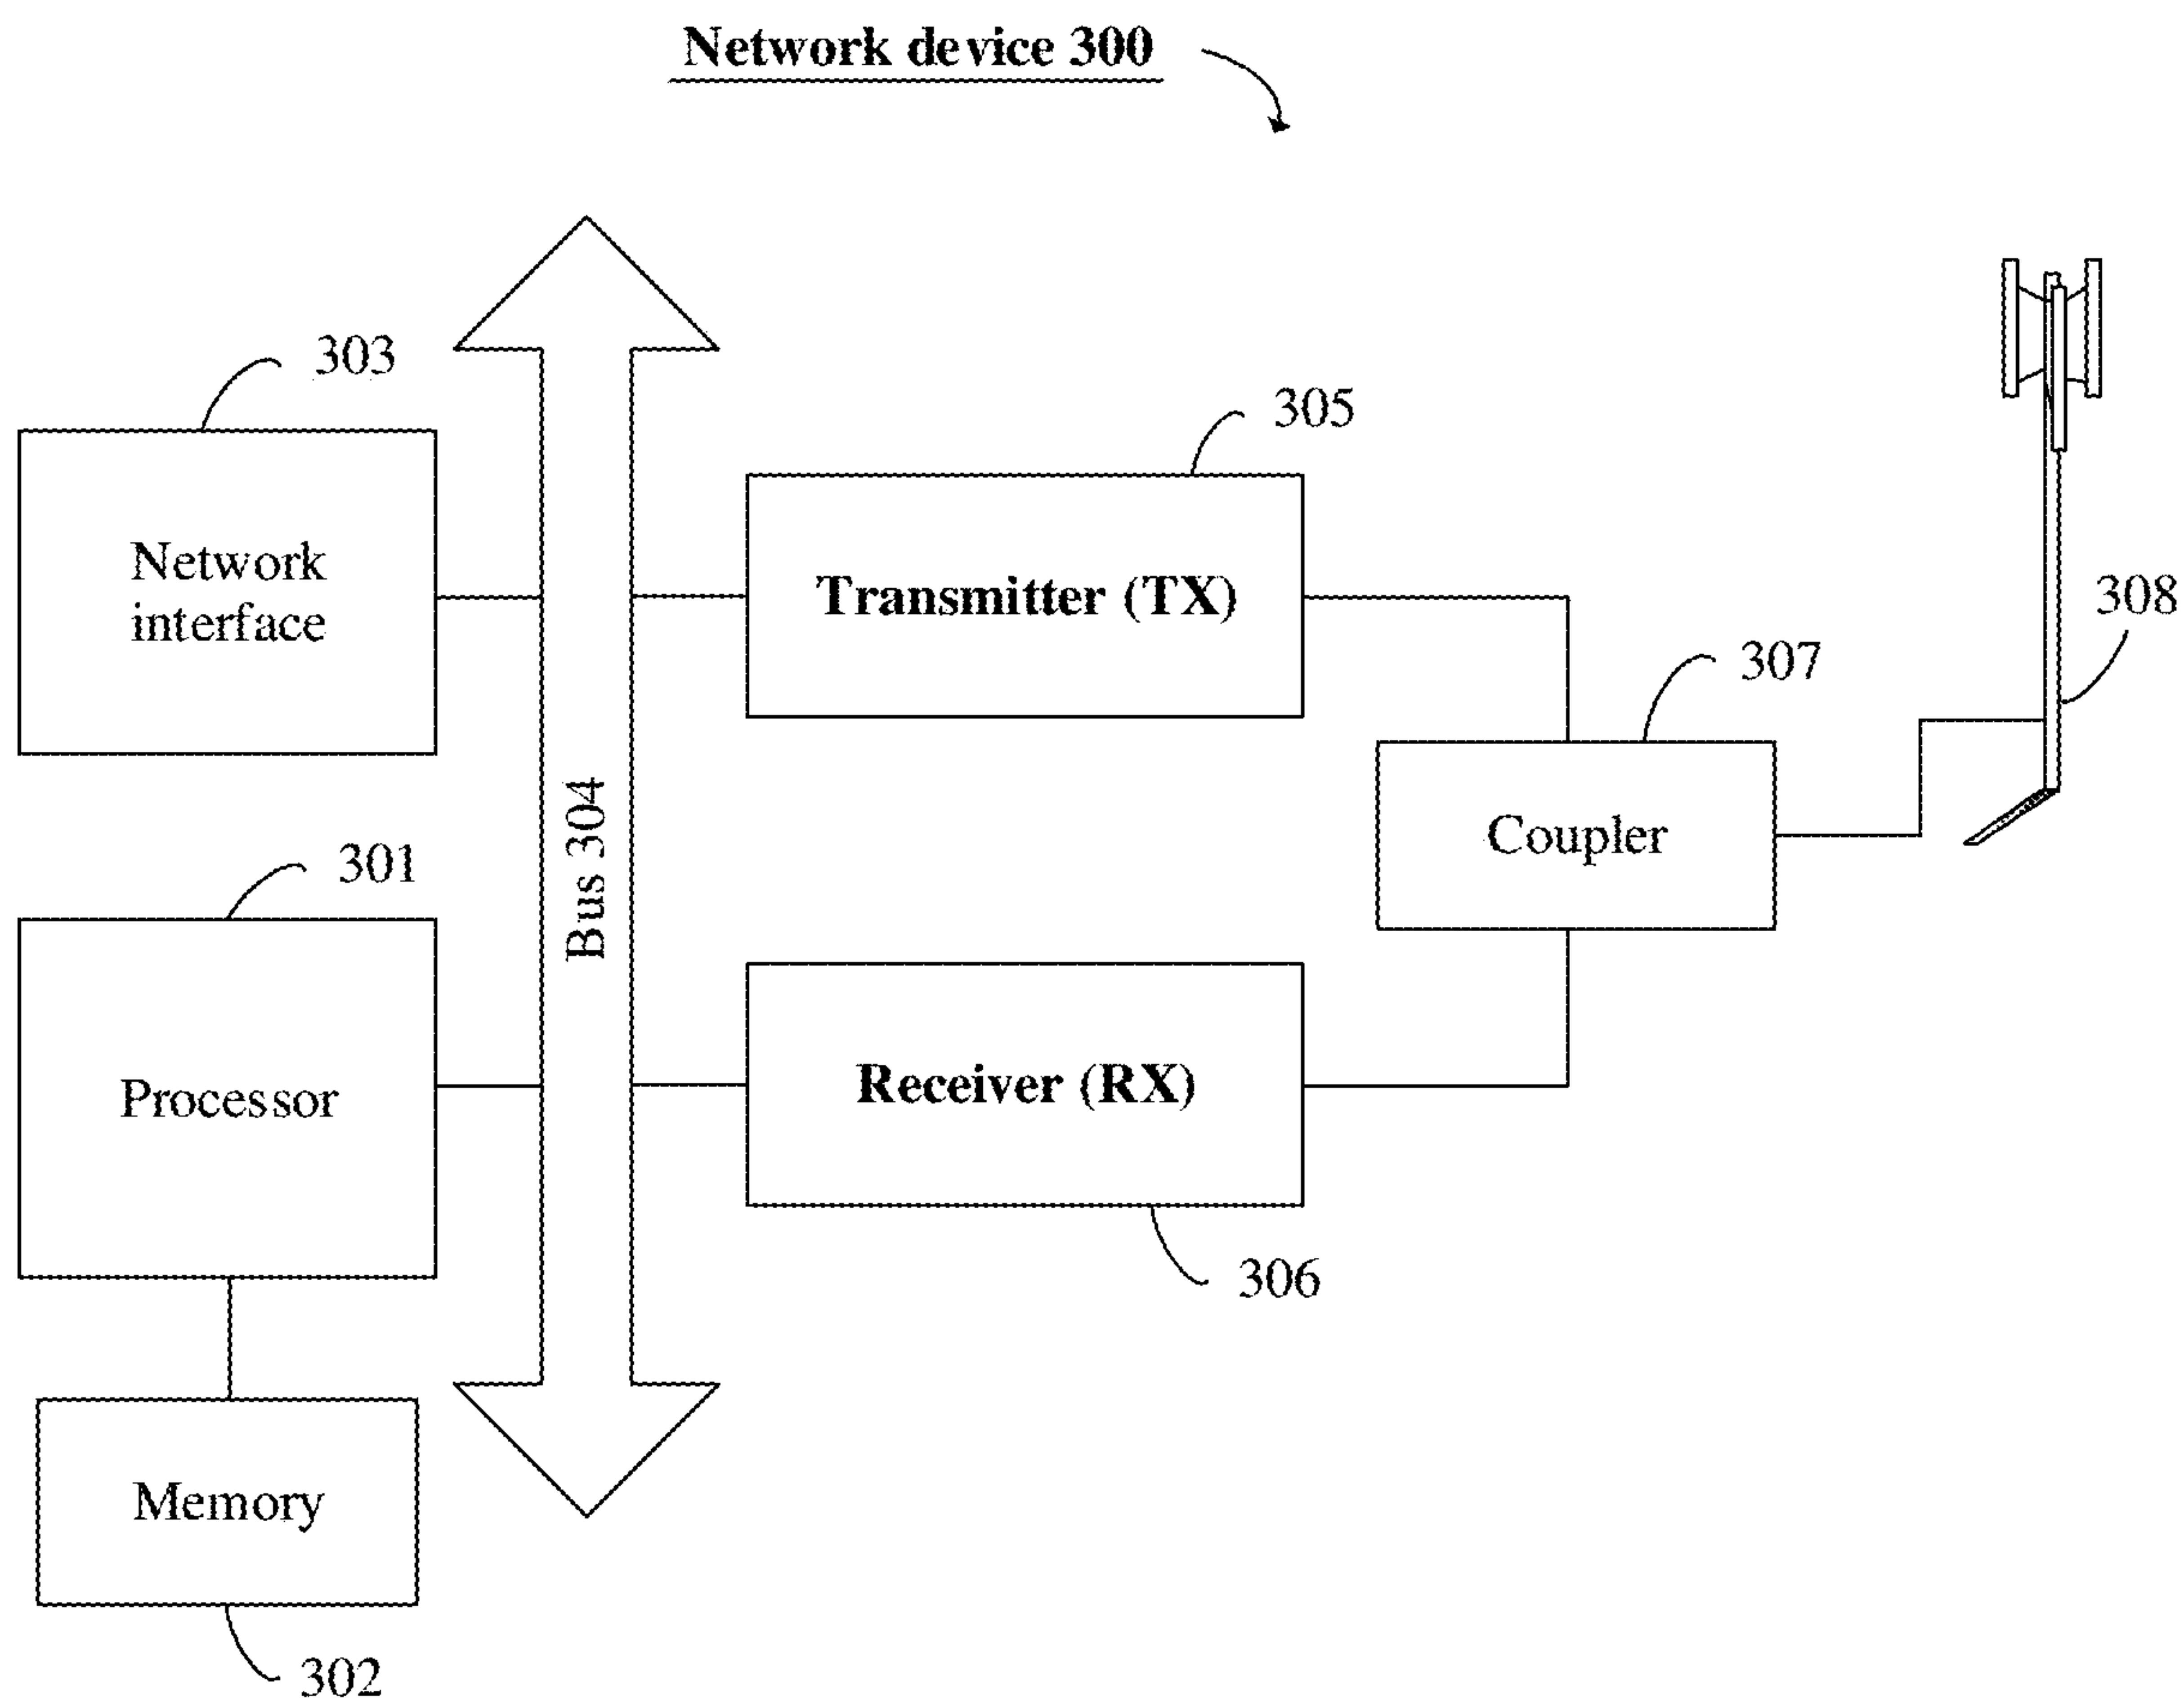 Network device 300
303
Network
interface
305
Transmitter (TX)
308
307
Bus 304
Coupler
301
Processor
Receiver (RX)
306
Memory
302